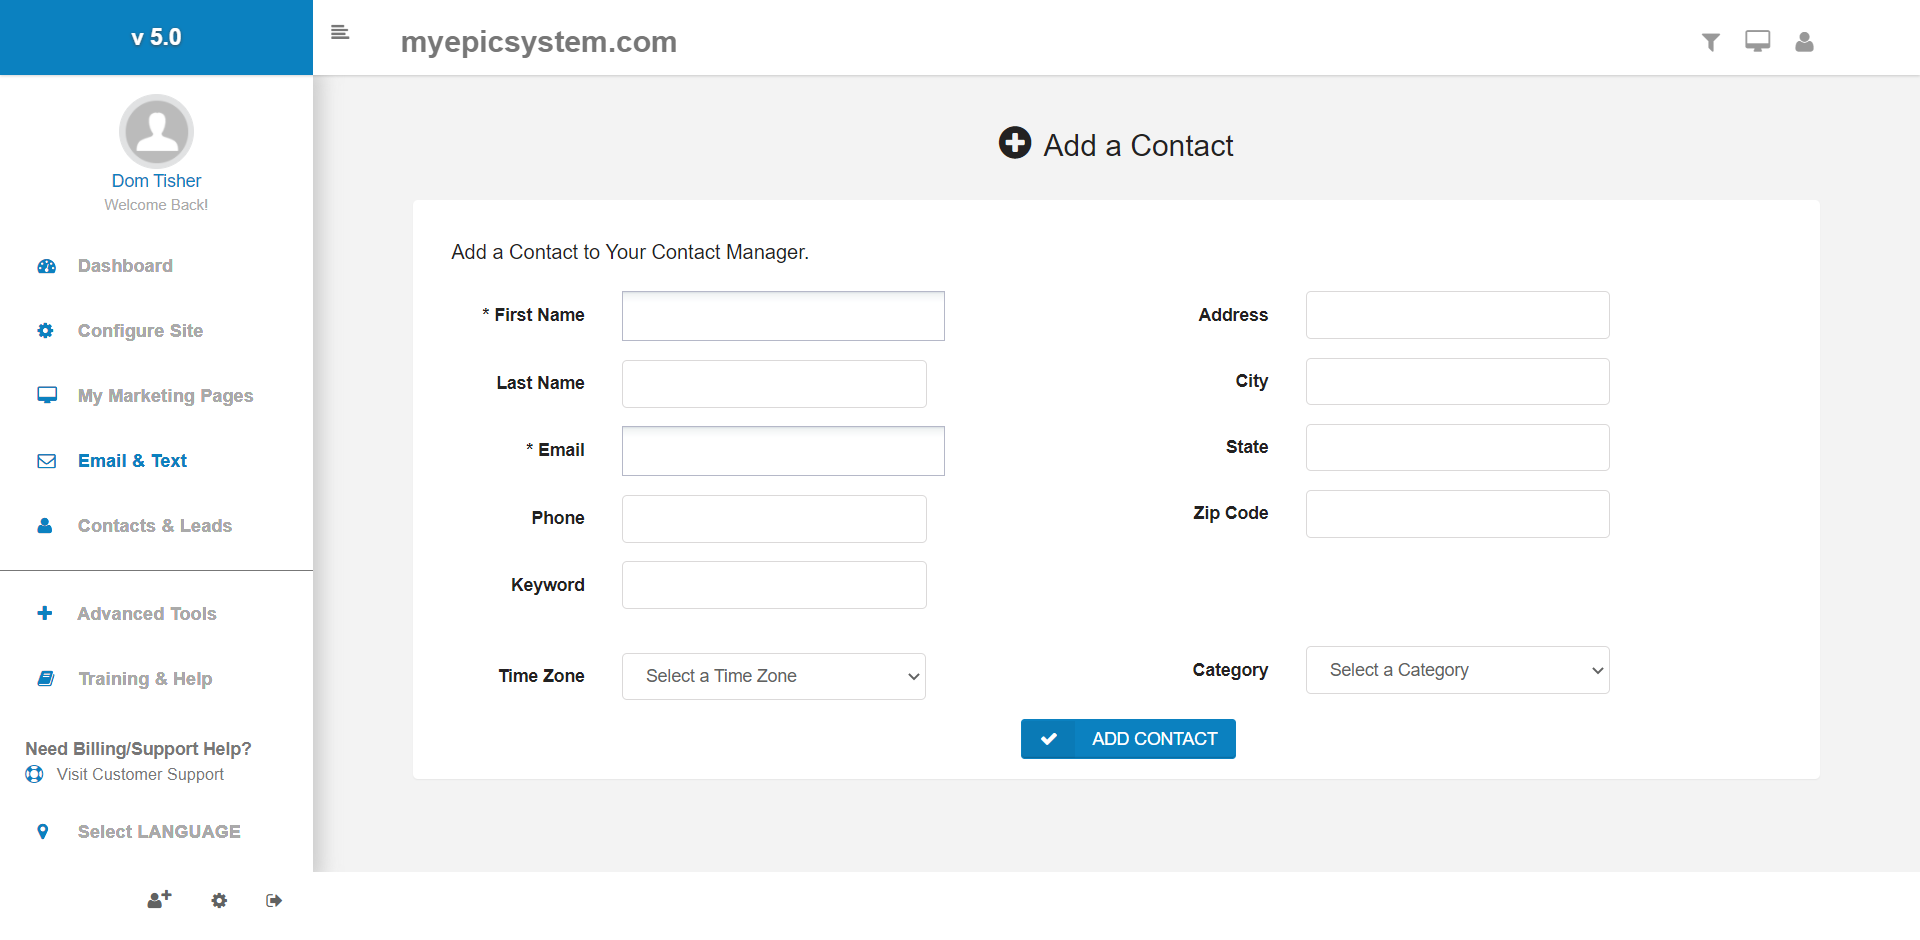 v 5.0
myepicsystem.com
Dom Tisher
Welcome Back!
Dashboard
Configure Site
My Marketing Pages
Email & Text
Contacts & Leads
Advanced Tools
Training & Help
Need Billing/Support Help?
Visit Customer Support
Select LANGUAGE
Add a Contact
Add a Contact to Your Contact Manager.
* First Name
Last Name
* Email
Phone
Keyword
Time Zone
Select a Time Zone
Address
City
State
Zip Code
Category
Select a Category
ADD CONTACT